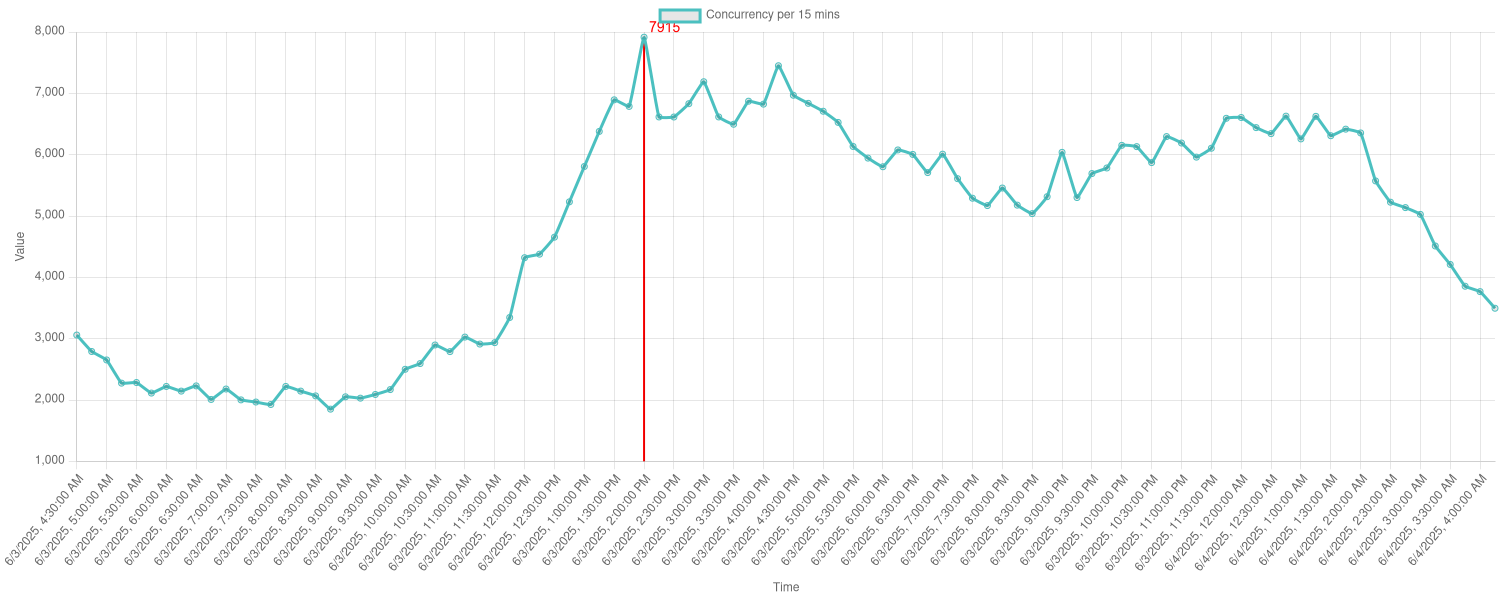 Concurrency per 15 mins
7915
8,000
7,000
6,000
5,000
4,000
3,000
2,000
1,000
Value
6/3/2025, 4:30:00 AM
6/3/2025, 5:00:00 AM
6/3/2025, 5:30:00 AM
6/3/2025, 6:00:00 AM
6/3/2025, 6:30:00 AM
6/3/2025, 7:00:00 AM
6/3/2025, 7:30:00 AM
6/3/2025, 8:00:00 AM
6/3/2025, 8:30:00 AM
6/3/2025, 9:00:00 AM
6/3/2025, 9:30:00 AM
6/3/2025, 10:00:00 AM
6/3/2025, 10:30:00 AM
6/3/2025, 11:00:00 AM
6/3/2025, 11:30:00 AM
6/3/2025, 12:00:00 PM
6/3/2025, 12:30:00 PM
6/3/2025, 1:00:00 PM
6/3/2025, 1:30:00 PM
6/3/2025, 2:00:00 PM
6/3/2025, 2:30:00 PM
6/3/2025, 3:00:00 PM
6/3/2025, 3:30:00 PM
6/3/2025, 4:00:00 PM
6/3/2025, 4:30:00 PM
6/3/2025, 5:00:00 PM
6/3/2025, 5:30:00 PM
6/3/2025, 6:00:00 PM
6/3/2025, 6:30:00 PM
6/3/2025, 7:00:00 PM
6/3/2025, 7:30:00 PM
6/3/2025, 8:00:00 PM
6/3/2025, 8:30:00 PM
6/3/2025, 9:00:00 PM
6/3/2025, 9:30:00 PM
6/3/2025, 10:00:00 PM
6/3/2025, 10:30:00 PM
6/3/2025, 11:00:00 PM
6/3/2025, 11:30:00 PM
6/4/2025, 12:00:00 AM
6/4/2025, 12:30:00 AM
6/4/2025, 1:00:00 AM
6/4/2025, 1:30:00 AM
6/4/2025, 2:00:00 AM
6/4/2025, 2:30:00 AM
6/4/2025, 3:00:00 AM
6/4/2025, 3:30:00 AM
6/4/2025, 4:00:00 AM
Time